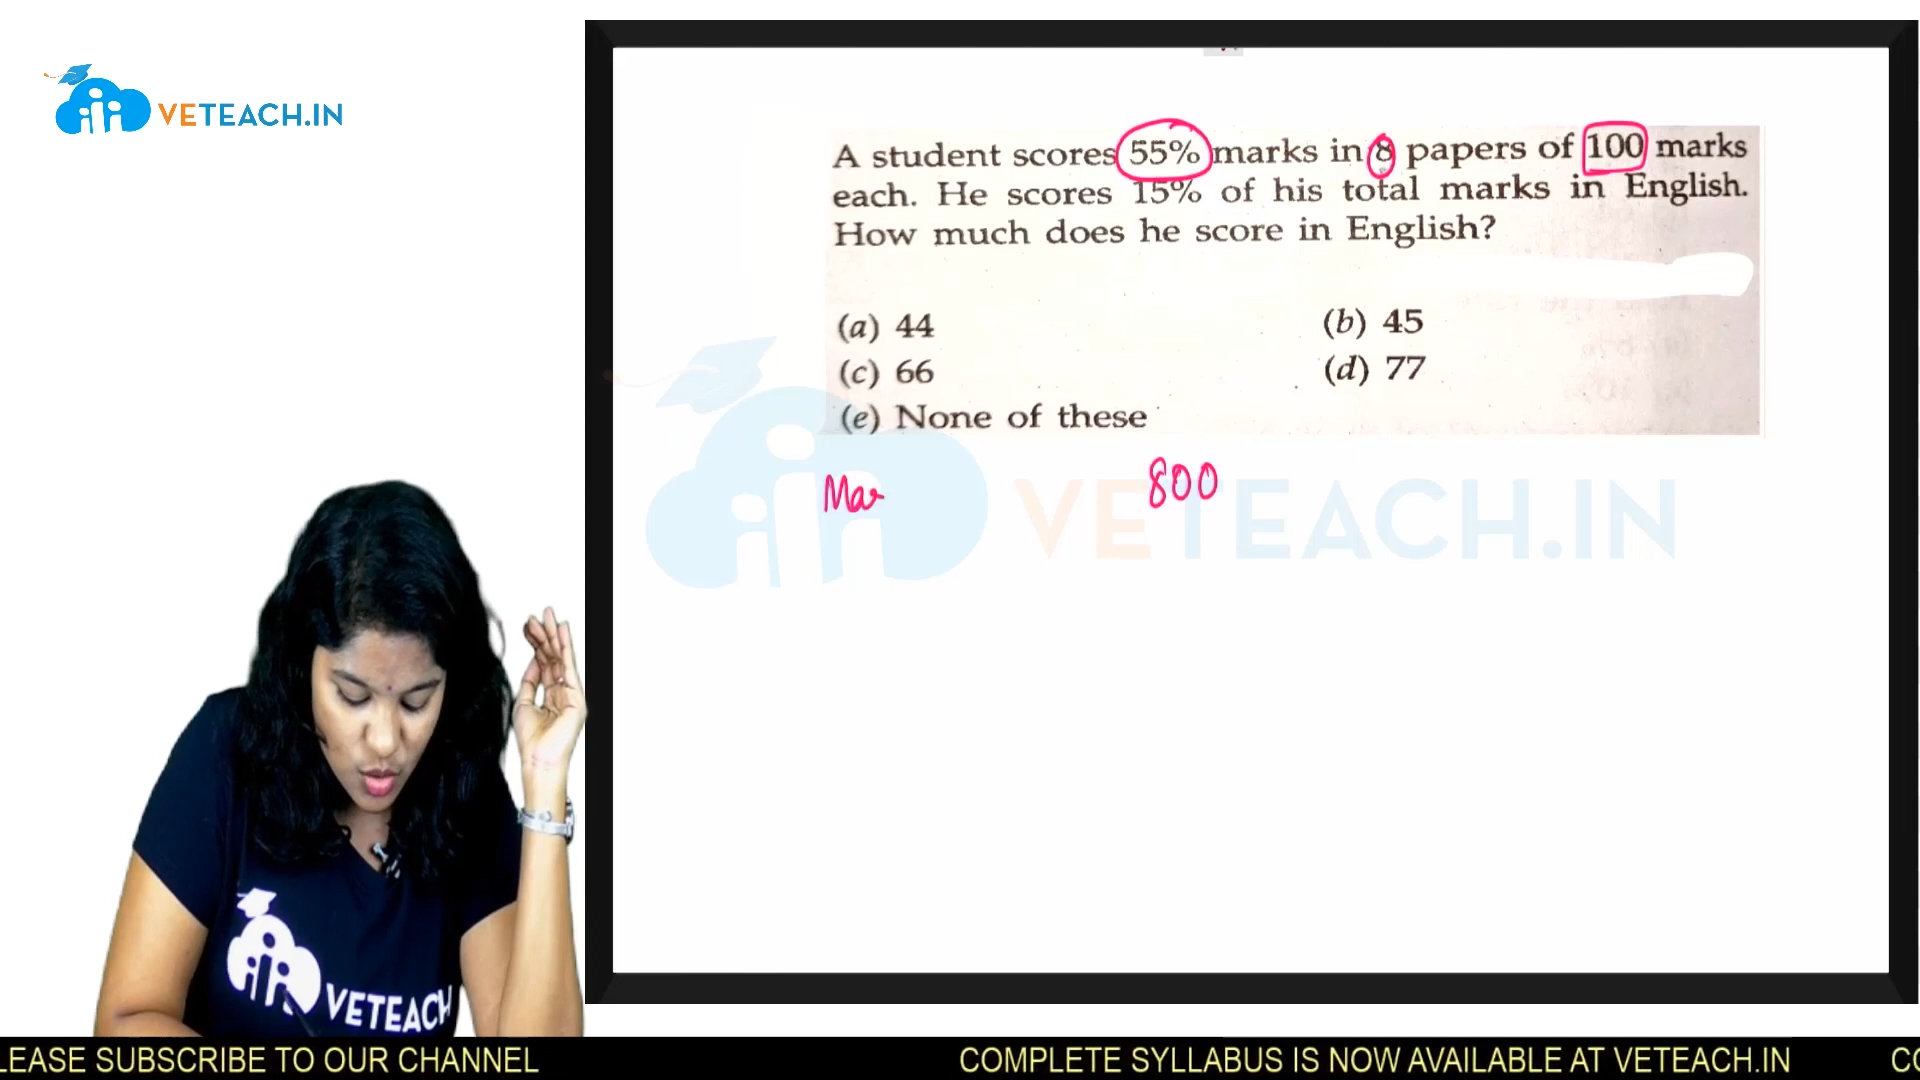 VETEACH.IN
A student scores 55% marks in 8 papers of 100 marks
each. He scores 15% of his total marks in English.
How much does he score in English?
(a) 44
(b) 45
(c) 66
(d) 77
(e) None of these
Max
800
VETEACH.IN
VETEACH
LEASE SUBSCRIBE TO OUR CHANNEL
COMPLETE SYLLABUS IS NOW AVAILABLE AT VETEACH.IN
CO